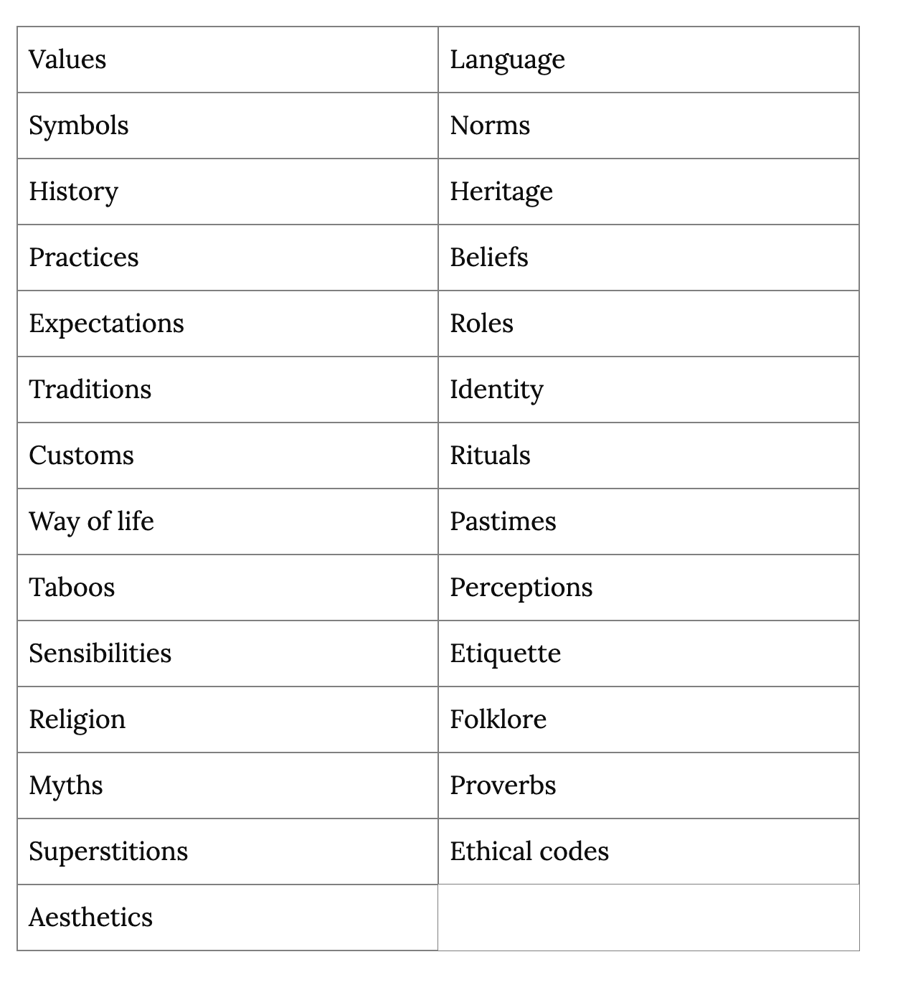 Values Language
Symbols Norms
History Heritage
Practices Beliefs
Expectations Roles
Traditions Identity
Customs Rituals
Way of life Pastimes
Taboos Perceptions
Sensibilities Etiquette
Religion Folklore
Myths Proverbs
Superstitions Ethical codes
Aesthetics